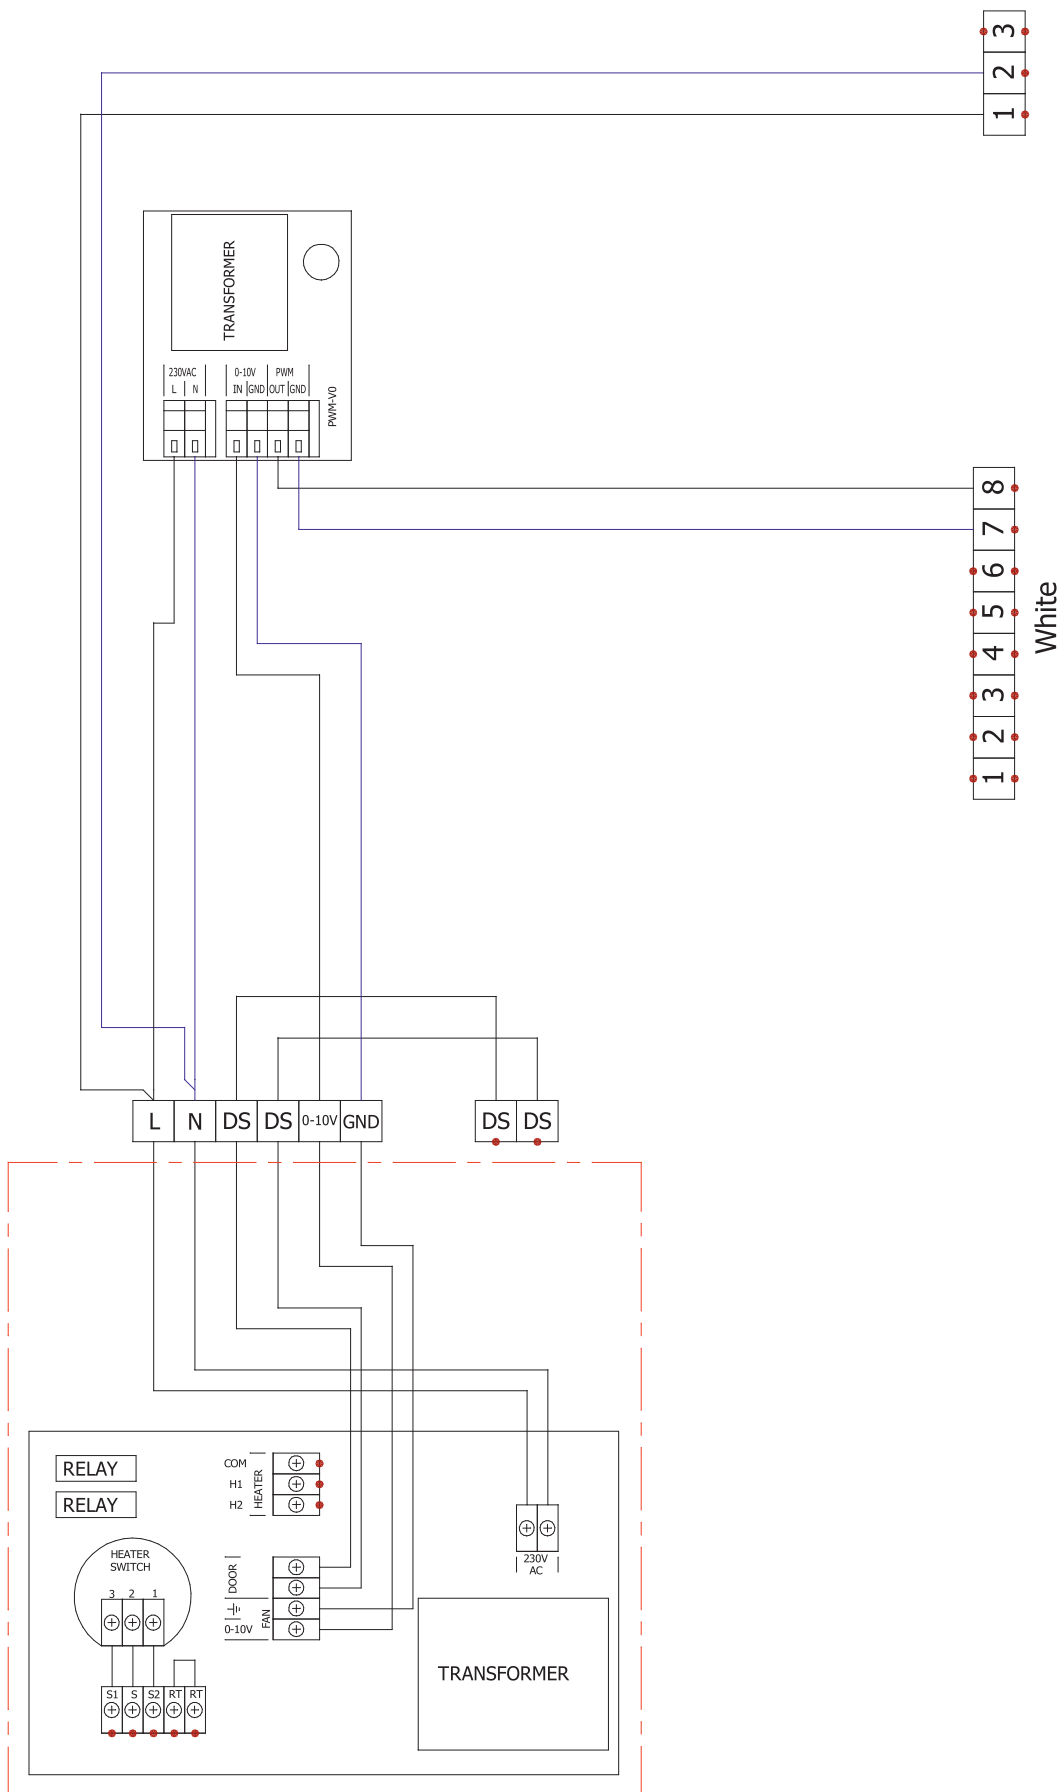 3
2
1
TRANSFORMER
230VAC
0-10V
PWM
L
N
IN
GND
OUT
GND
PWM-V0
8
7
6
5
4
3
2
1
White
L
N
DS
DS
0-10V
GND
DS
DS
RELAY
RELAY
COM
H1
H2
HEATER
HEATER
SWITCH
3
2
1
S1
S
S2
RT
RT
DOOR
FAN
0-10V
230V
AC
TRANSFORMER